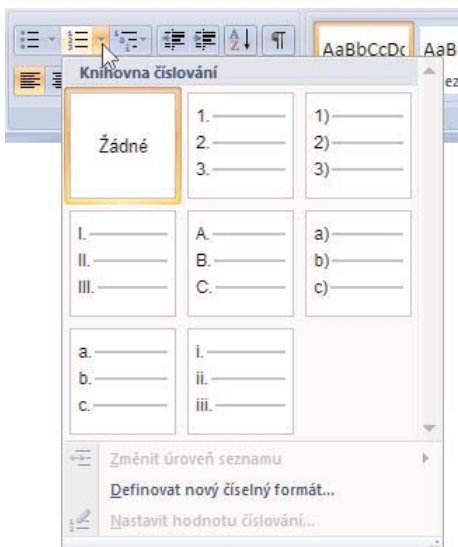 AaBbCcDc AaB
Knihovna číslování
Žádné
1.
2.
3.
1)
2)
3)
I.
II.
III.
A.
B.
C.
a)
b)
c)
a.
b.
c.
i.
ii.
iii.
Změnit úroveň seznamu
Definovat nový číselný formát...
Nastavit hodnotu číslování...